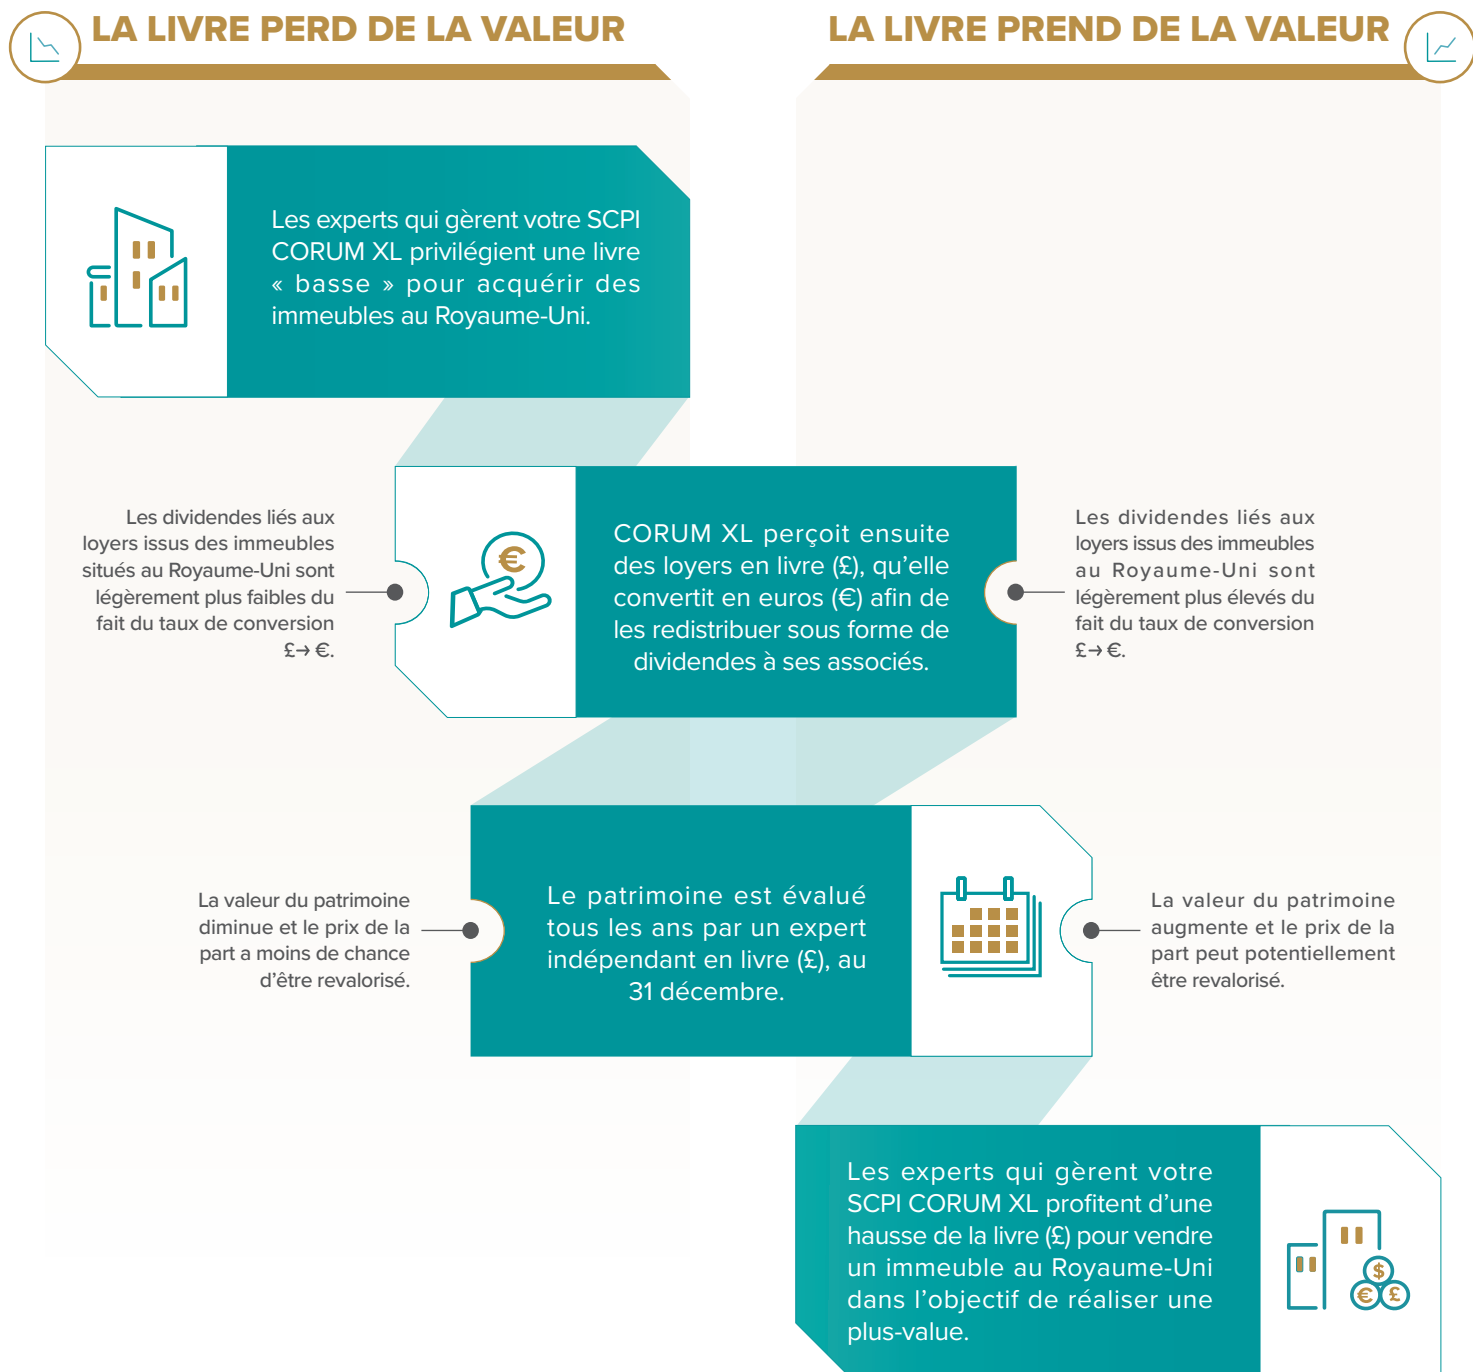 LA LIVRE PERD DE LA VALEUR
LA LIVRE PREND DE LA VALEUR
Les experts qui gèrent votre SCPI
CORUM XL privilégient une livre
« basse » pour acquérir des
immeubles au Royaume-Uni.
Les dividendes liés aux
loyers issus des immeubles
situés au Royaume-Uni sont
légèrement plus faibles du
fait du taux de conversion
£→ €.
€
CORUM XL perçoit ensuite
des loyers en livre (£), qu’elle
convertit en euros (€) afin de
les redistribuer sous forme de
dividendes à ses associés.
Les dividendes liés aux
loyers issus des immeubles
au Royaume-Uni sont
légèrement plus élevés du
fait du taux de conversion
£→ €.
La valeur du patrimoine
diminue et le prix de la
part a moins de chance
d’être revalorisé.
Le patrimoine est évalué
tous les ans par un expert
indépendant en livre (£), au
31 décembre.
La valeur du patrimoine
augmente et le prix de la
part peut potentiellement
être revalorisé.
Les experts qui gèrent votre
SCPI CORUM XL profitent d’une
hausse de la livre (£) pour vendre
un immeuble au Royaume-Uni
dans l’objectif de réaliser une
plus-value.
$
€ £